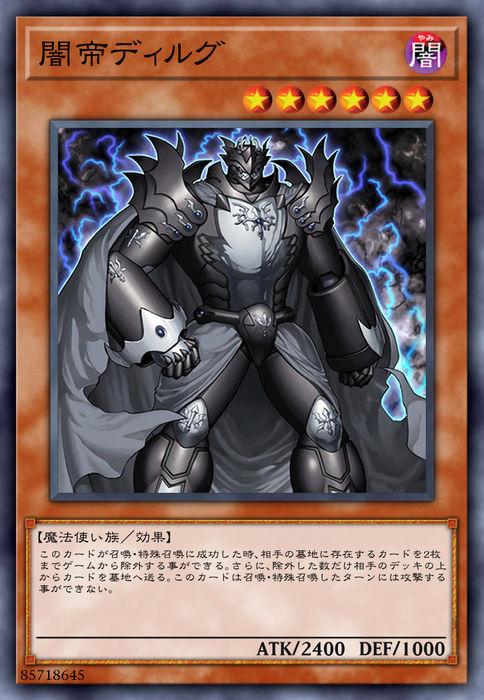 闇帝ディルグ
やみ
闇
【魔法使い族／効果】
このカードが召喚・特殊召喚に成功した時、相手の墓地に存在するカードを2枚
までゲームから除外する事ができる。さらに、除外した数だけ相手のデッキの上
からカードを墓地へ送る。このカードは召喚・特殊召喚したターンには攻撃する
事ができない。
ATK/2400 DEF/1000
85718645